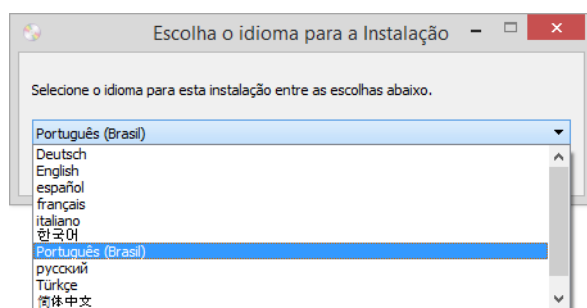 Escolha o idioma para a Instalação
Selecione o idioma para esta instalação entre as escolhas abaixo.
Português (Brasil)
Deutsch
English
español
français
italiano
한국어
Português (Brasil)
русский
Türkçe
简体中文